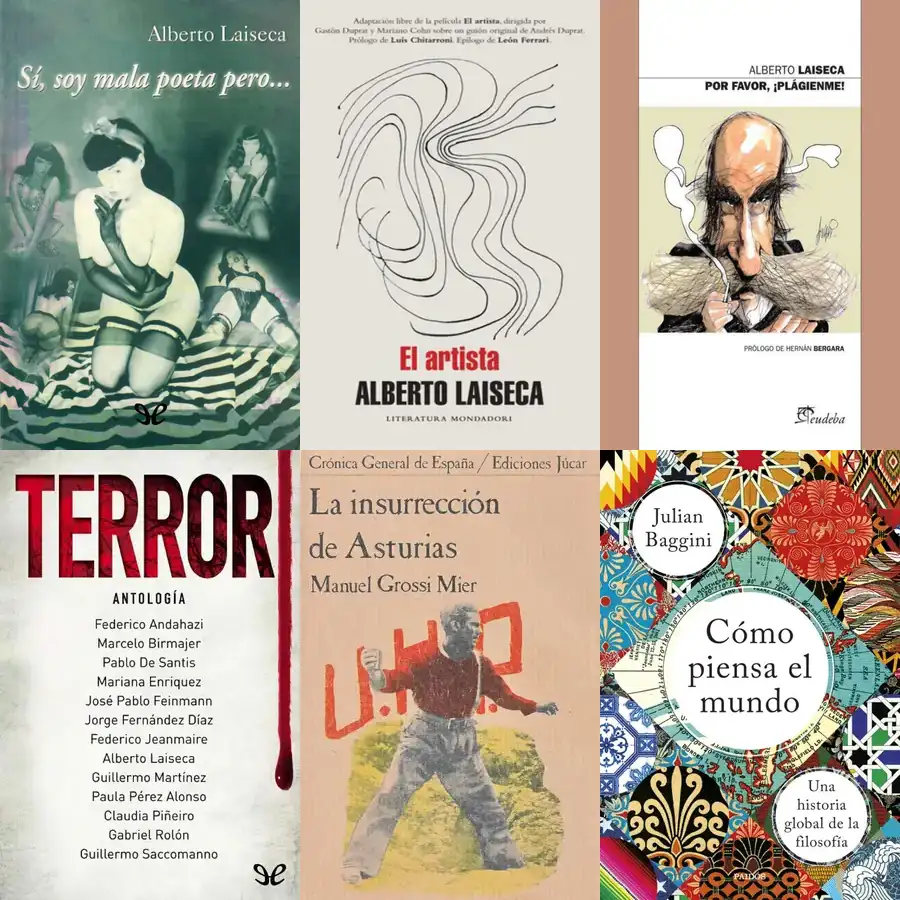 Alberto Laiseca
Sí, soy mala poeta pero...
Adaptación libre de la película El artista, dirigida por
Gastón Duprat y Mariano Cohn sobre un guión original de Andrés Duprat.
Prólogo de Luis Chitarroni. Epílogo de León Ferrari.
El artista
ALBERTO LAISECA
LITERATURA MONDADORI
ALBERTO LAISECA
POR FAVOR, ¡PLÁGIENME!
PRÓLOGO DE HERNÁN BERGARA
eudeba
TERROR
ANTOLOGÍA
Federico Andahazi
Marcelo Birmajer
Pablo De Santis
Mariana Enriquez
José Pablo Feinmann
Jorge Fernández Díaz
Federico Jeanmaire
Alberto Laiseca
Guillermo Martínez
Paula Pérez Alonso
Claudia Piñeiro
Gabriel Rolón
Guillermo Saccomanno
Crónica General de España / Ediciones Júcar
La insurrección
de Asturias
Manuel Grossi Mier
U.H.P.
Julian
Baggini
Cómo
piensa el
mundo
Una
historia
global de la
filosofía
PAIDÓS